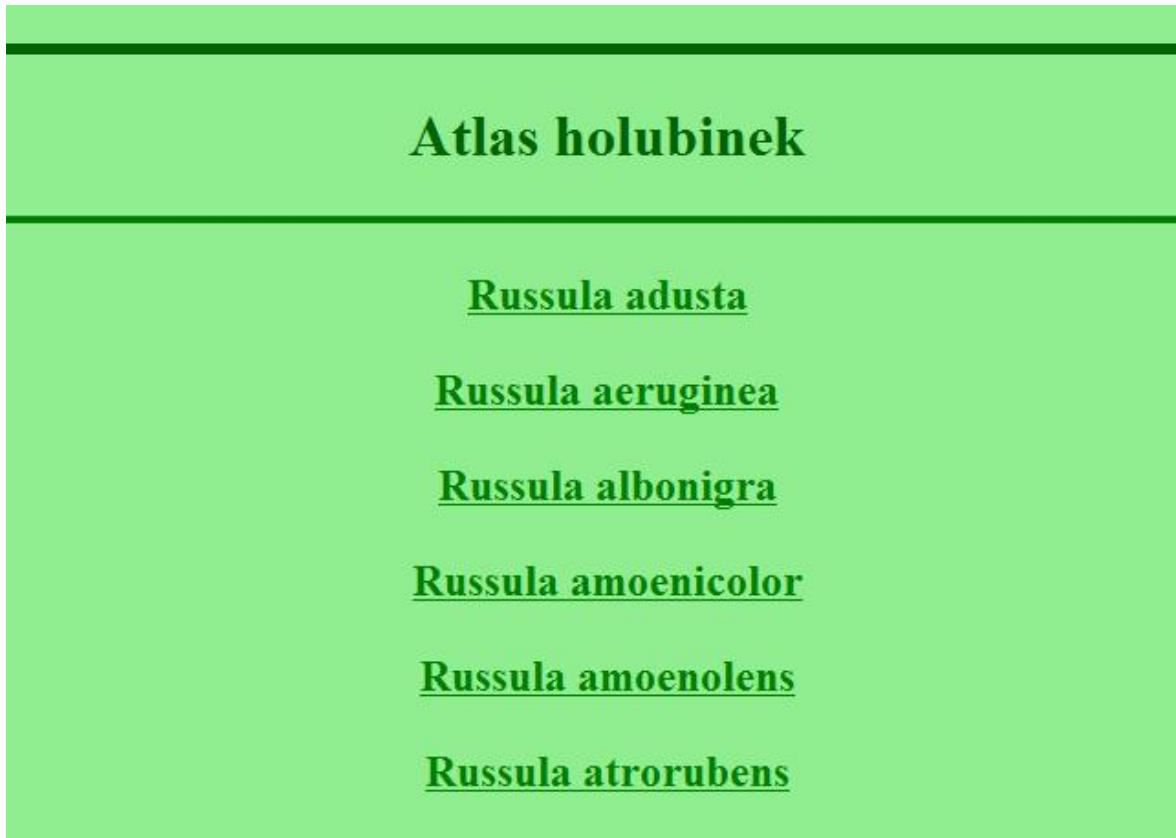 Atlas holubinek
Russula adusta
Russula aeruginea
Russula albonigra
Russula amoenicolor
Russula amoenolens
Russula atrorubens